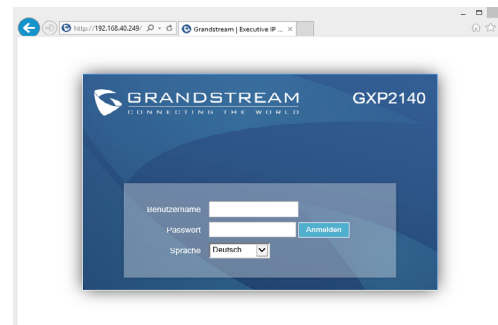 http://192.168.40.249/
Grandstream | Executive IP ...
GRANDSTREAM
CONNECTING THE WORLD
GXP2140
Benutzername
Passwort
Anmelden
Sprache
Deutsch